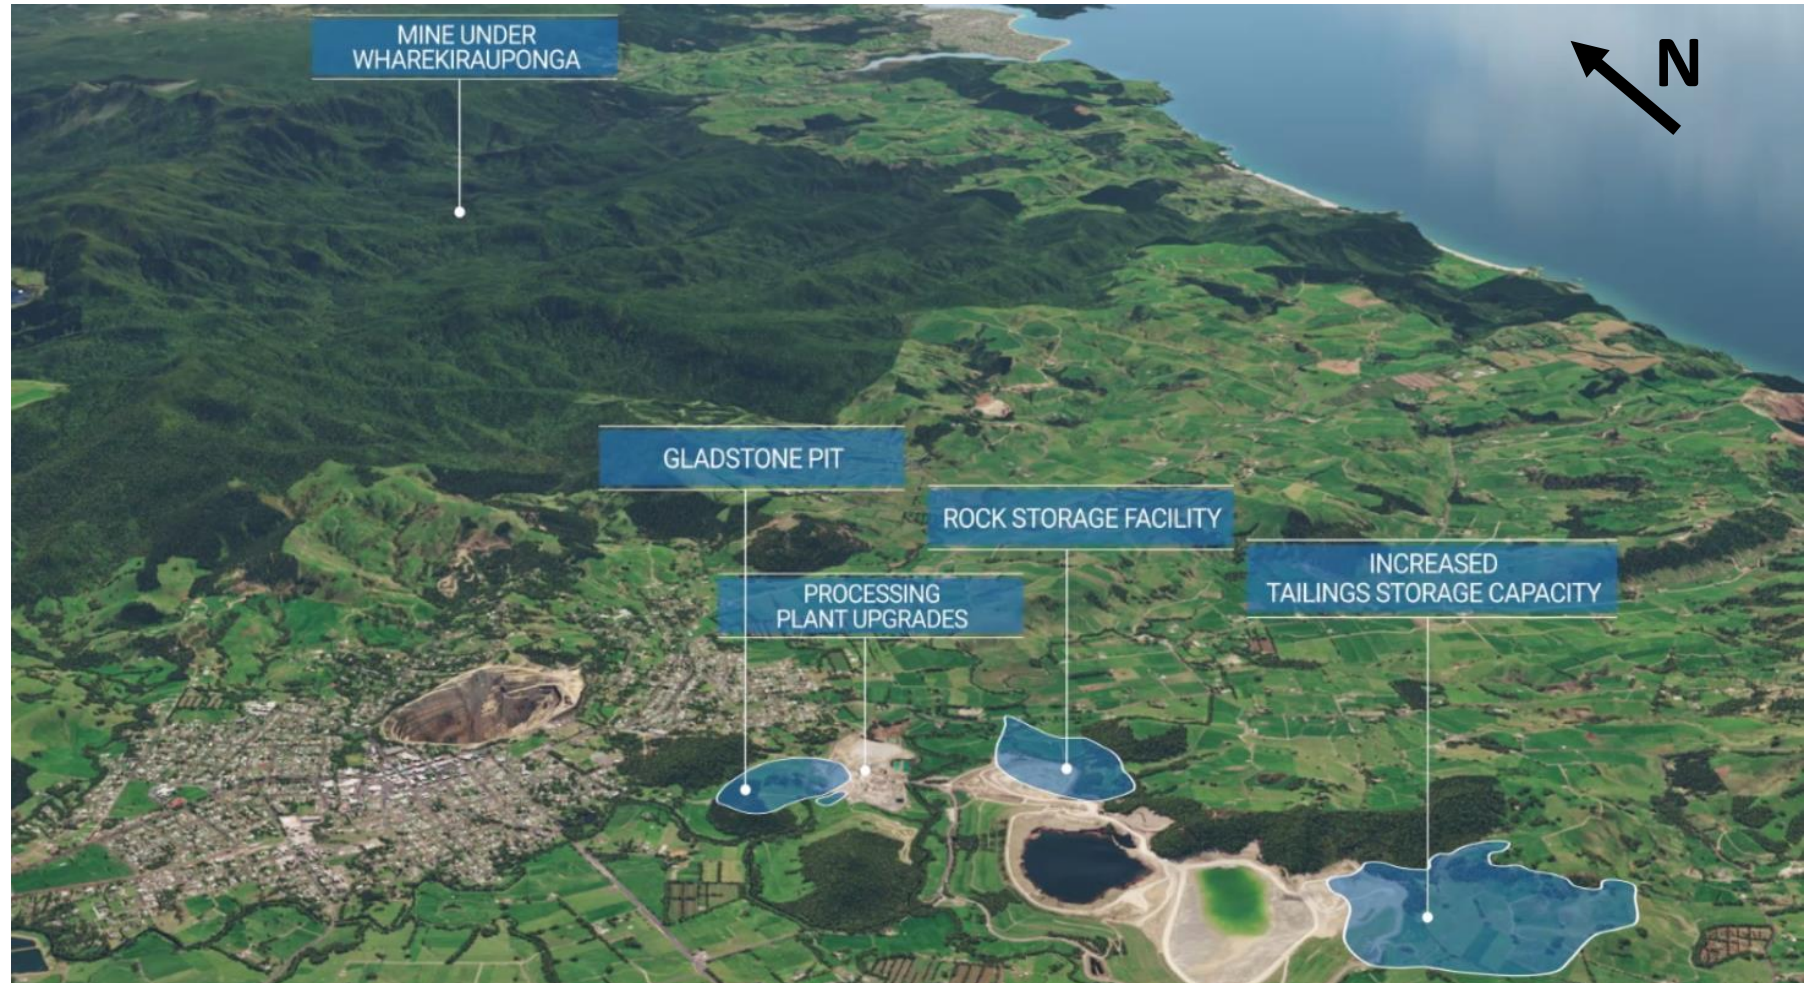 MINE UNDER
WHAREKIRAUPONGA
N
GLADSTONE PIT
ROCK STORAGE FACILITY
INCREASED
TAILINGS STORAGE CAPACITY
PROCESSING
PLANT UPGRADES